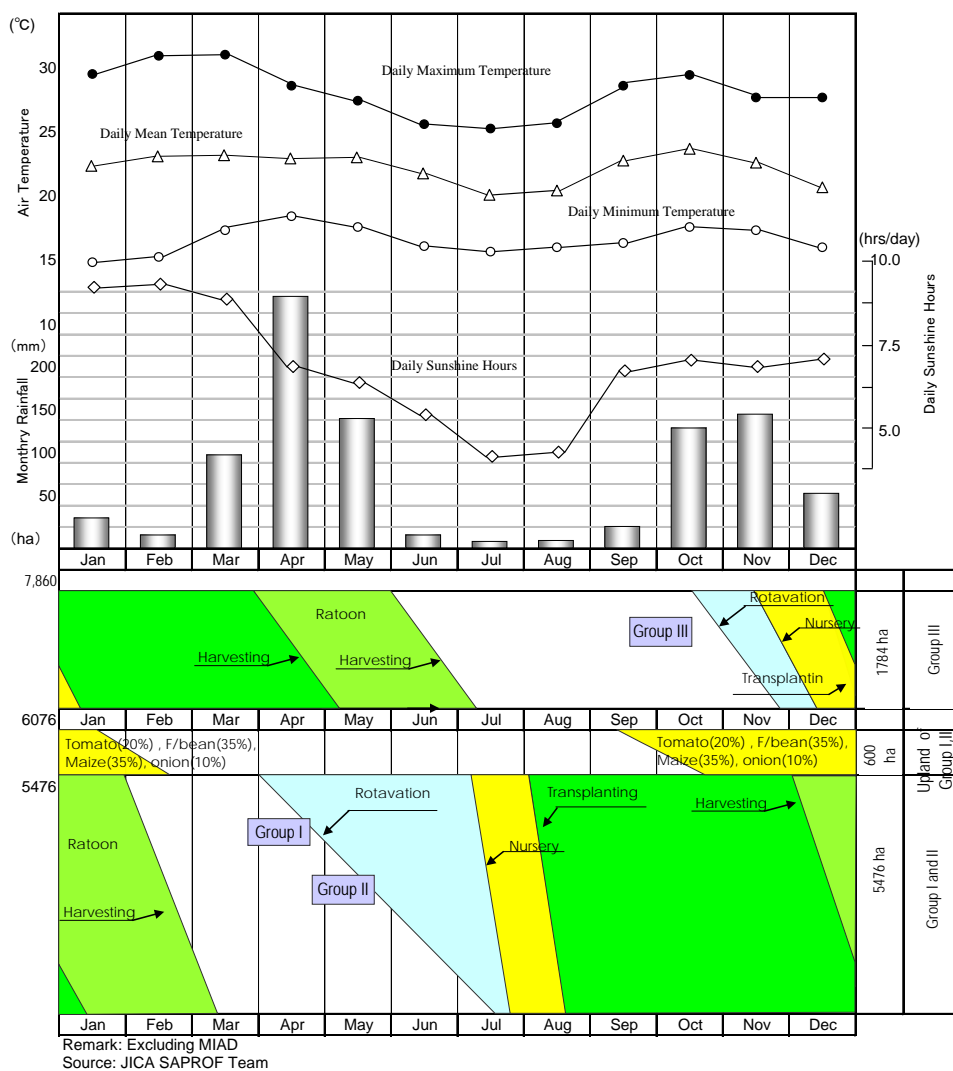 (℃)
30
Daily Maximum Temperature
25
Daily Mean Temperature
Air Temperature
20
Daily Minimum Temperature
(hrs/day)
15
10.0
10
(mm)
7.5
200
Daily Sunshine Hours
Daily Sunshine Hours
150
Monthry Rainfall
5.0
100
50
(ha)
Jan Feb Mar Apr May Jun Jul Aug Sep Oct Nov Dec
7,860
Rotavation
Ratoon
Nursery
Group III
Harvesting
Harvesting
Transplantin
1784 ha
Group III
6076
Jan Feb Mar Apr May Jun Jul Aug Sep Oct Nov Dec
Tomato(20%) , F/bean(35%),
Maize(35%), onion(10%)
Tomato(20%) , F/bean(35%),
Maize(35%), onion(10%)
600
ha
Upland of
Group I,II
5476
Rotavation
Transplanting
Harvesting
Group I
Ratoon
Nursery
Group II
Harvesting
5476 ha
Group I and II
Jan Feb Mar Apr May Jun Jul Aug Sep Oct Nov Dec
Remark: Excluding MIAD
Source: JICA SAPROF Team